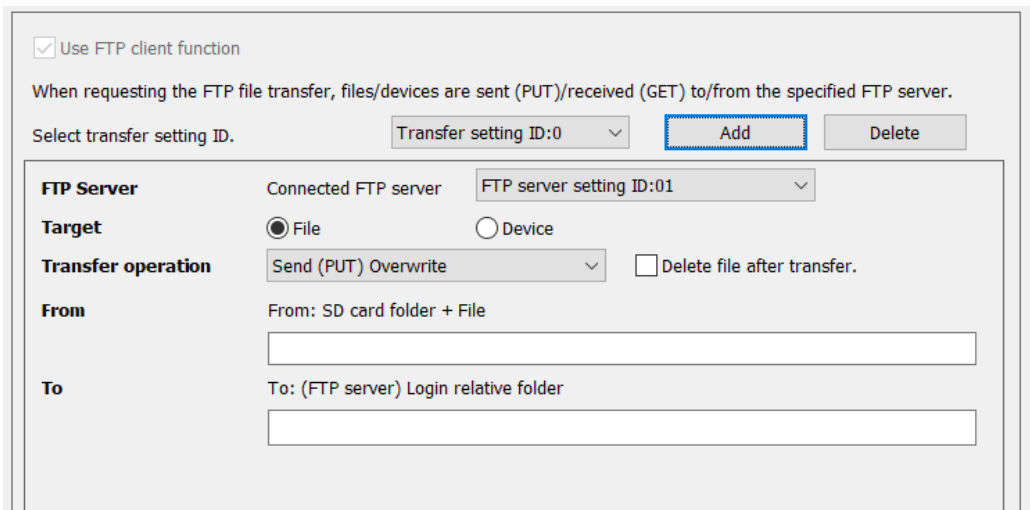 Use FTP client function
When requesting the FTP file transfer, files/devices are sent (PUT)/received (GET) to/from the specified FTP server.
Select transfer setting ID. Transfer setting ID:0 Add Delete
FTP Server Connected FTP server FTP server setting ID:01
Target File Device
Transfer operation Send (PUT) Overwrite Delete file after transfer.
From From: SD card folder + File
To To: (FTP server) Login relative folder